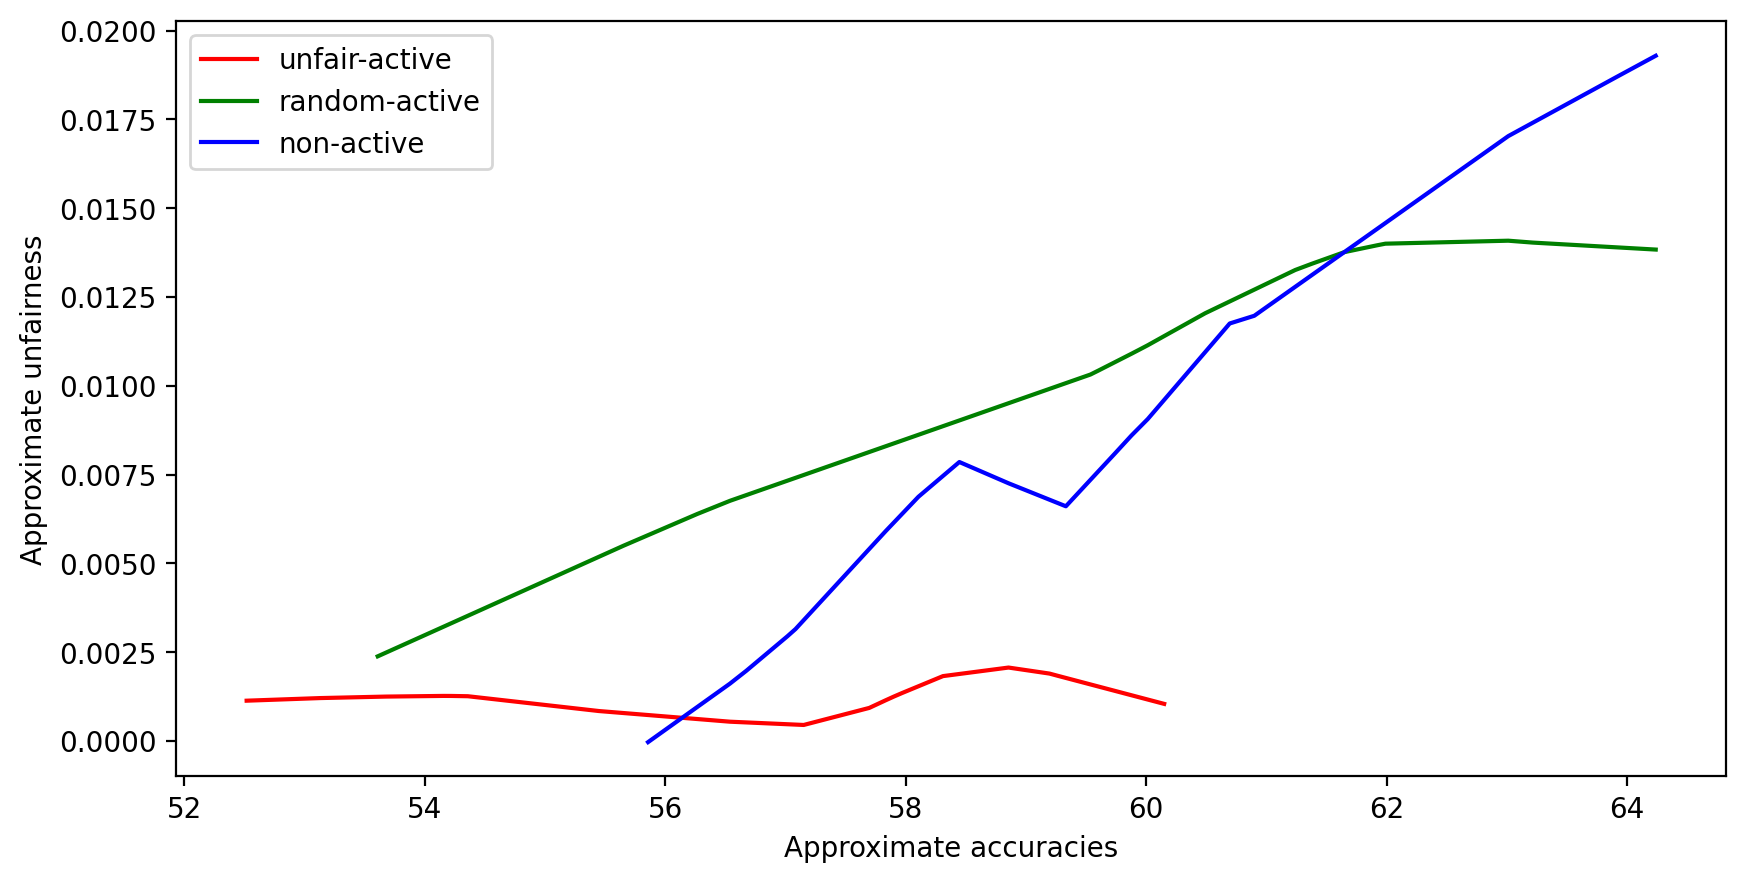 unfair-active
random-active
non-active
Approximate unfairness
0.0200
0.0175
0.0150
0.0125
0.0100
0.0075
0.0050
0.0025
0.0000
52 54 56 58 60 62 64
Approximate accuracies